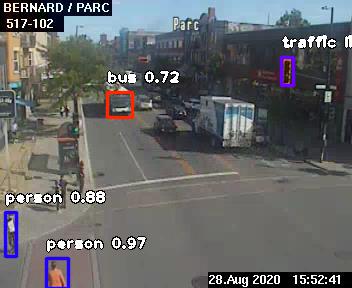 BERNARD / PARC
517-102
Parc
traffic
bus 0.72
person 0.88
person 0.97
28.Aug 2020 15:52:41